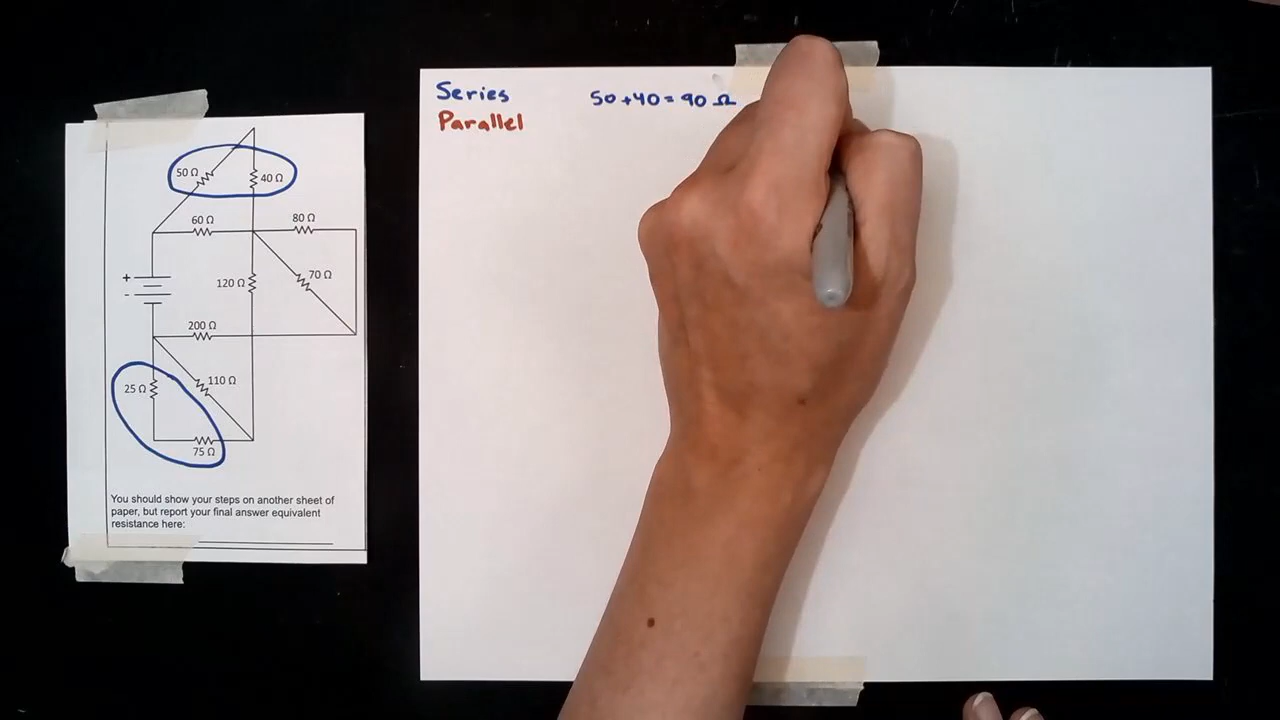 Series
50+40=90 Ω
Parallel
50 Ω
40 Ω
60 Ω
80 Ω
+
-
120 Ω
70 Ω
200 Ω
25 Ω
110 Ω
75 Ω
You should show your steps on another sheet of
paper, but report your final answer equivalent
resistance here: